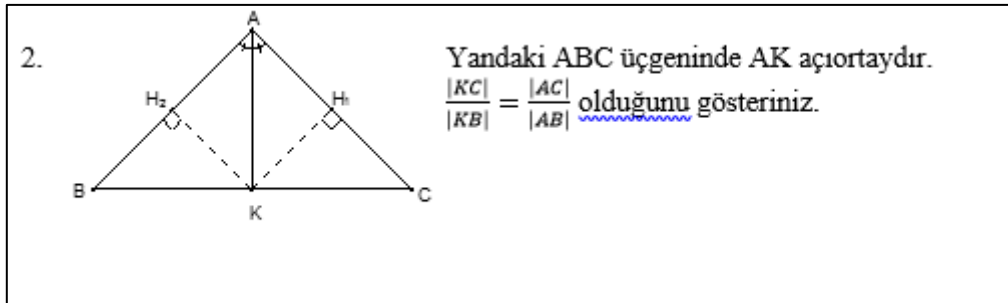 A
2.
Yandaki ABC üçgeninde AK açıortaydır.
|KC|/|KB| = |AC|/|AB| olduğunu gösteriniz.
H₂
H₁
B
C
K